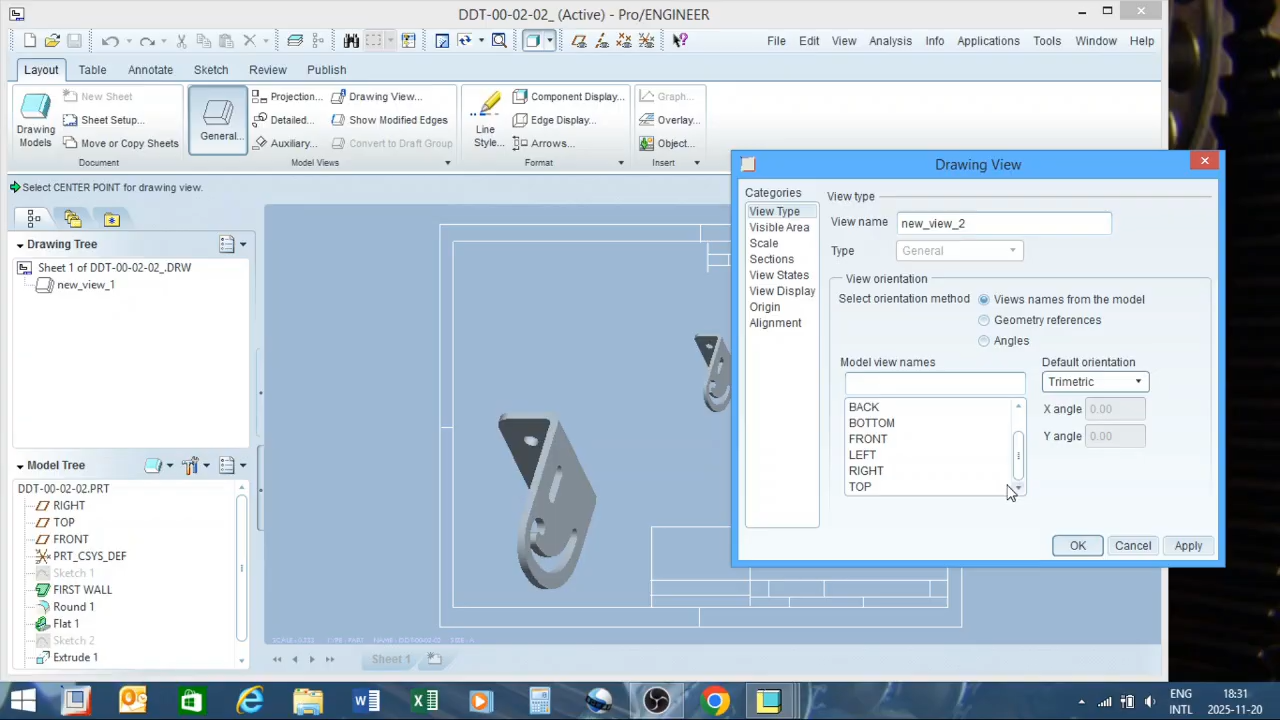 DDT-00-02-02_ (Active) - Pro/ENGINEER
File Edit View Analysis Info Applications Tools Window Help
Layout Table Annotate Sketch Review Publish
New Sheet
Sheet Setup...
Move or Copy Sheets
Drawing Models
Document
General...
Projection...
Detailed...
Auxiliary...
Drawing View...
Show Modified Edges
Convert to Draft Group
Model Views
Line Style...
Component Display...
Edge Display...
Arrows...
Format
Graph...
Overlay...
Object...
Insert
Select CENTER POINT for drawing view.
Drawing Tree
Sheet 1 of DDT-00-02-02_.DRW
new_view_1
Model Tree
DDT-00-02-02.PRT
RIGHT
TOP
FRONT
PRT_CSYS_DEF
Sketch 1
FIRST WALL
Round 1
Flat 1
Sketch 2
Extrude 1
Sheet 1
Drawing View
Categories
View Type
Visible Area
Scale
Sections
View States
View Display
Origin
Alignment
View type
View name new_view_2
Type General
View orientation
Select orientation method
Views names from the model
Geometry references
Angles
Model view names
BACK
BOTTOM
FRONT
LEFT
RIGHT
TOP
Default orientation
Trimetric
X angle 0.00
Y angle 0.00
OK Cancel Apply
ENG
INTL
18:31
2025-11-20